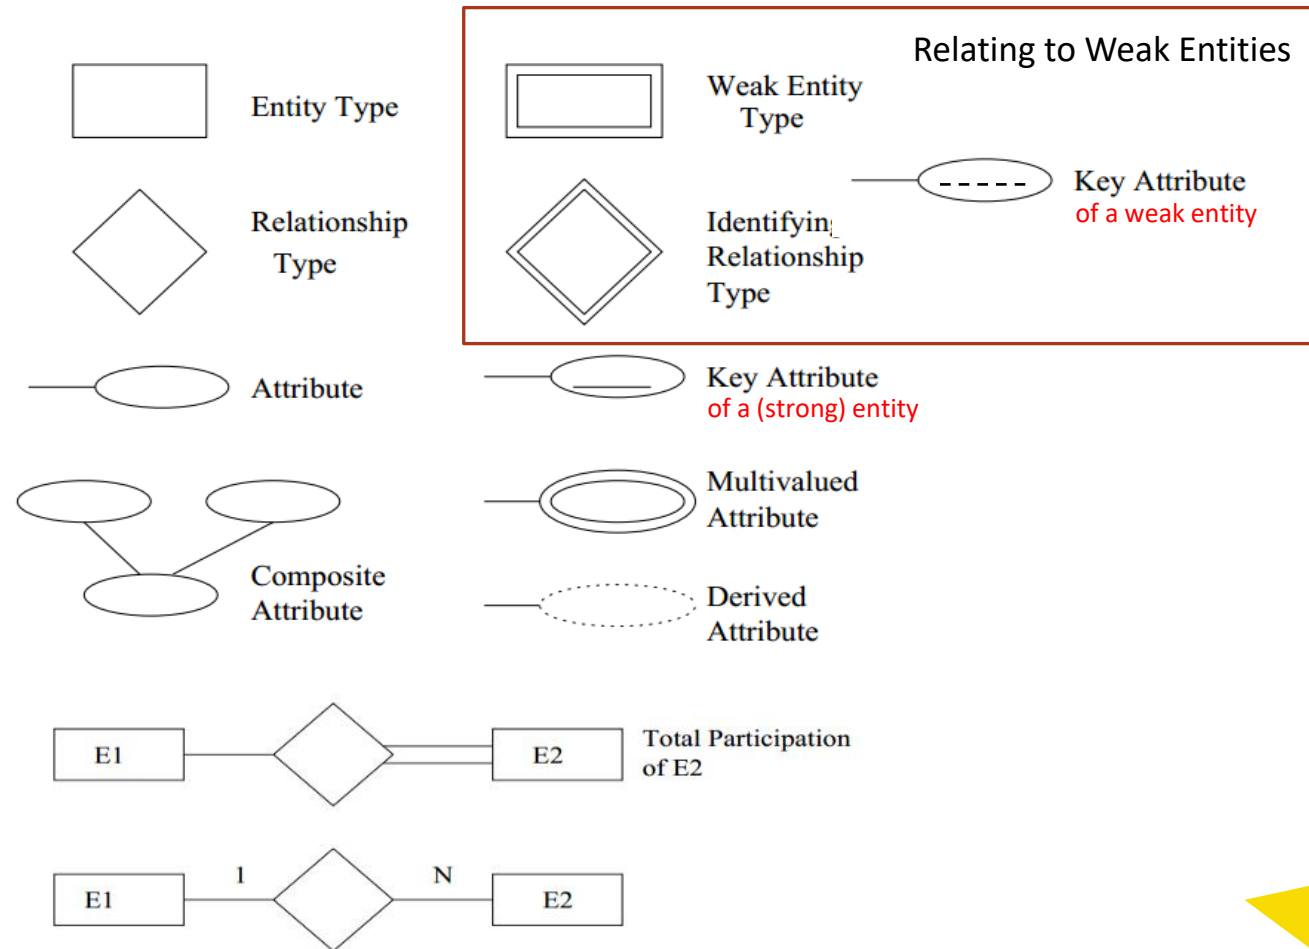 Relating to Weak Entities
Entity Type
Weak Entity
Type
Key Attribute
of a weak entity
Relationship
Type
Identifying
Relationship
Type
Attribute
Key Attribute
of a (strong) entity
Multivalued
Attribute
Composite
Attribute
Derived
Attribute
E1
E2
Total Participation
of E2
1
N
E1
E2